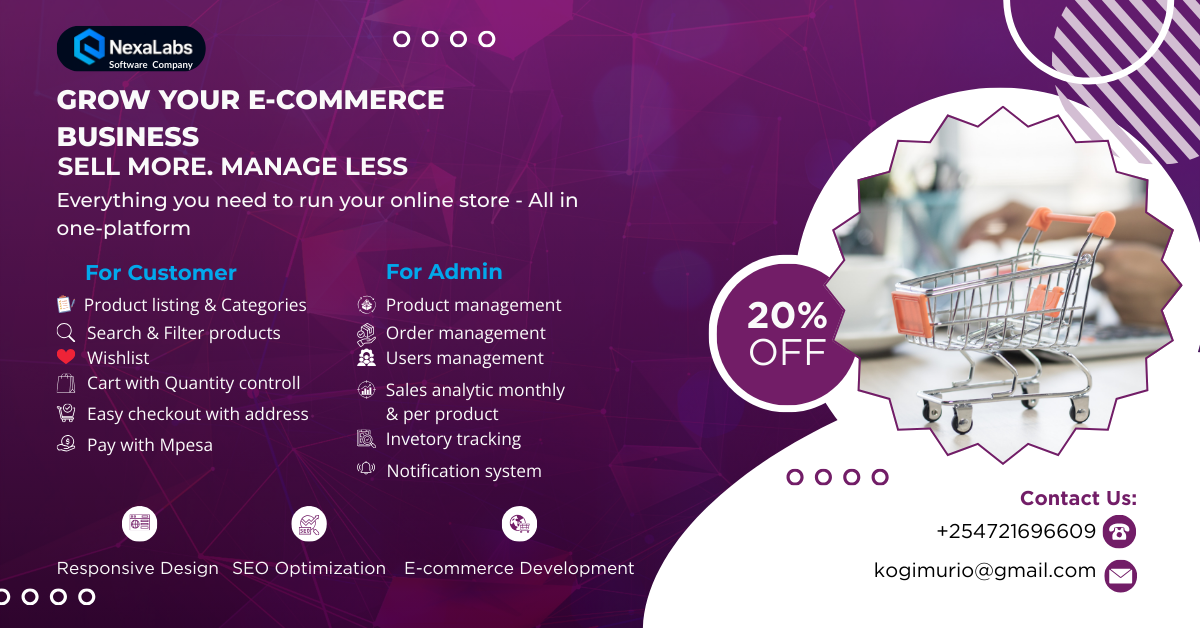 NexaLabs
Software Company
GROW YOUR E-COMMERCE
BUSINESS
SELL MORE. MANAGE LESS
Everything you need to run your online store - All in
one-platform
For Customer
Product listing & Categories
Search & Filter products
Wishlist
Cart with Quantity controll
Easy checkout with address
Pay with Mpesa
For Admin
Product management
Order management
Users management
Sales analytic monthly
& per product
Invetory tracking
Notification system
Responsive Design
SEO Optimization
E-commerce Development
20%
OFF
Contact Us:
+254721696609
kogimurio@gmail.com